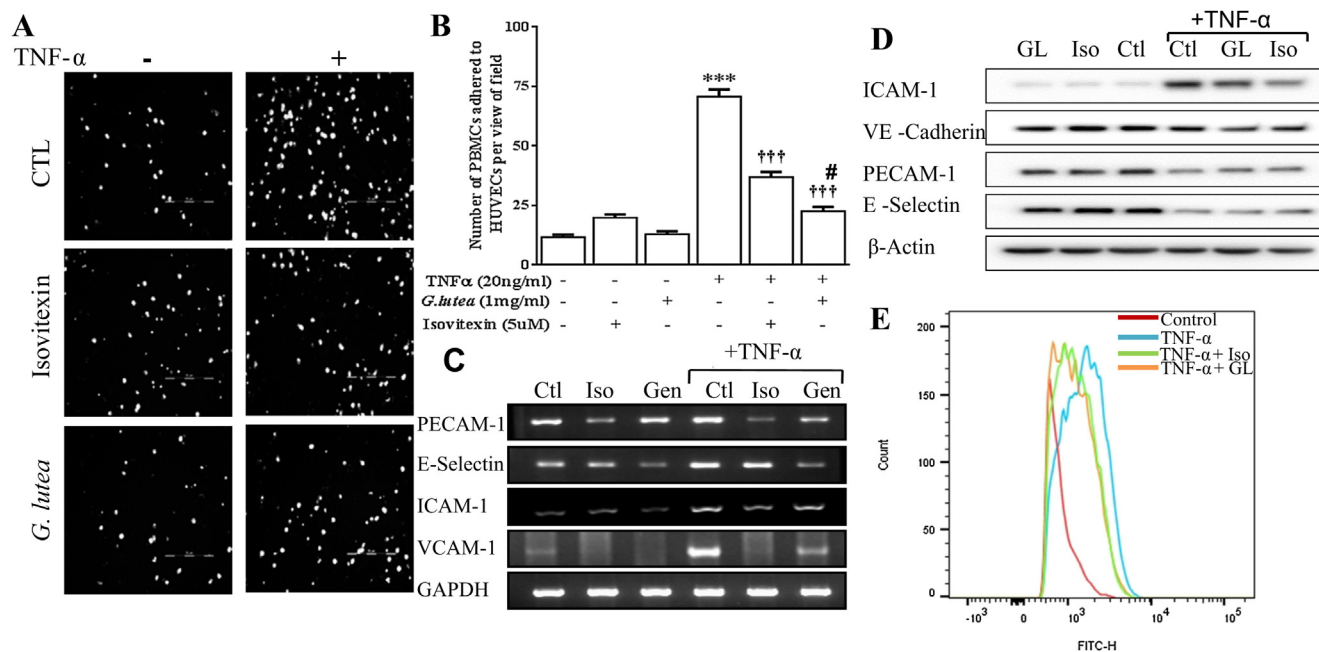 A
TNF-α - +
CTL
Isovitexin
G. lutea
B
Number of PBMCs adhered to
HUVECs per view of field
100
75
50
25
0
***
†††
#
†††
TNFα (20ng/ml) - - - + + +
G.lutea (1mg/ml) - - + - - +
Isovitexin (5uM) - + - - + -
C
+TNF-α
Ctl Iso Gen Ctl Iso Gen
PECAM-1
E-Selectin
ICAM-1
VCAM-1
GAPDH
D
+TNF-α
GL Iso Ctl Ctl GL Iso
ICAM-1
VE -Cadherin
PECAM-1
E -Selectin
β-Actin
E
Control
TNF-α
TNF-α+ Iso
TNF-α+ GL
Count
200
150
100
50
0
-10³ 0 10³ 10⁴ 10⁵
FITC-H